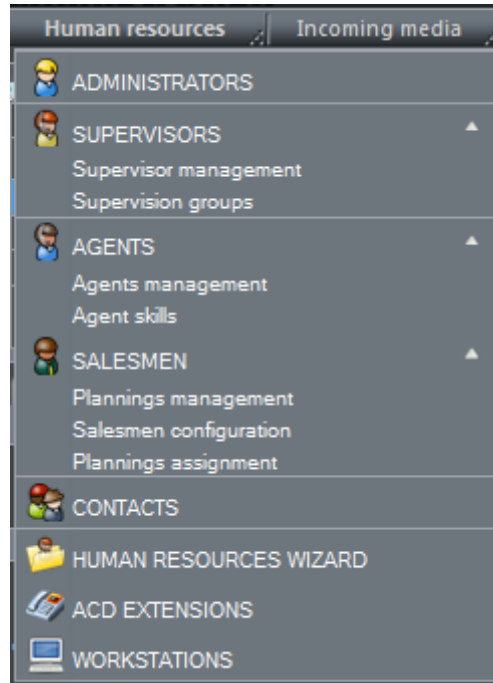 Human resources
Incoming media
ADMINISTRATORS
SUPERVISORS
Supervisor management
Supervision groups
AGENTS
Agents management
Agent skills
SALESMEN
Plannings management
Salesmen configuration
Plannings assignment
CONTACTS
HUMAN RESOURCES WIZARD
ACD EXTENSIONS
WORKSTATIONS